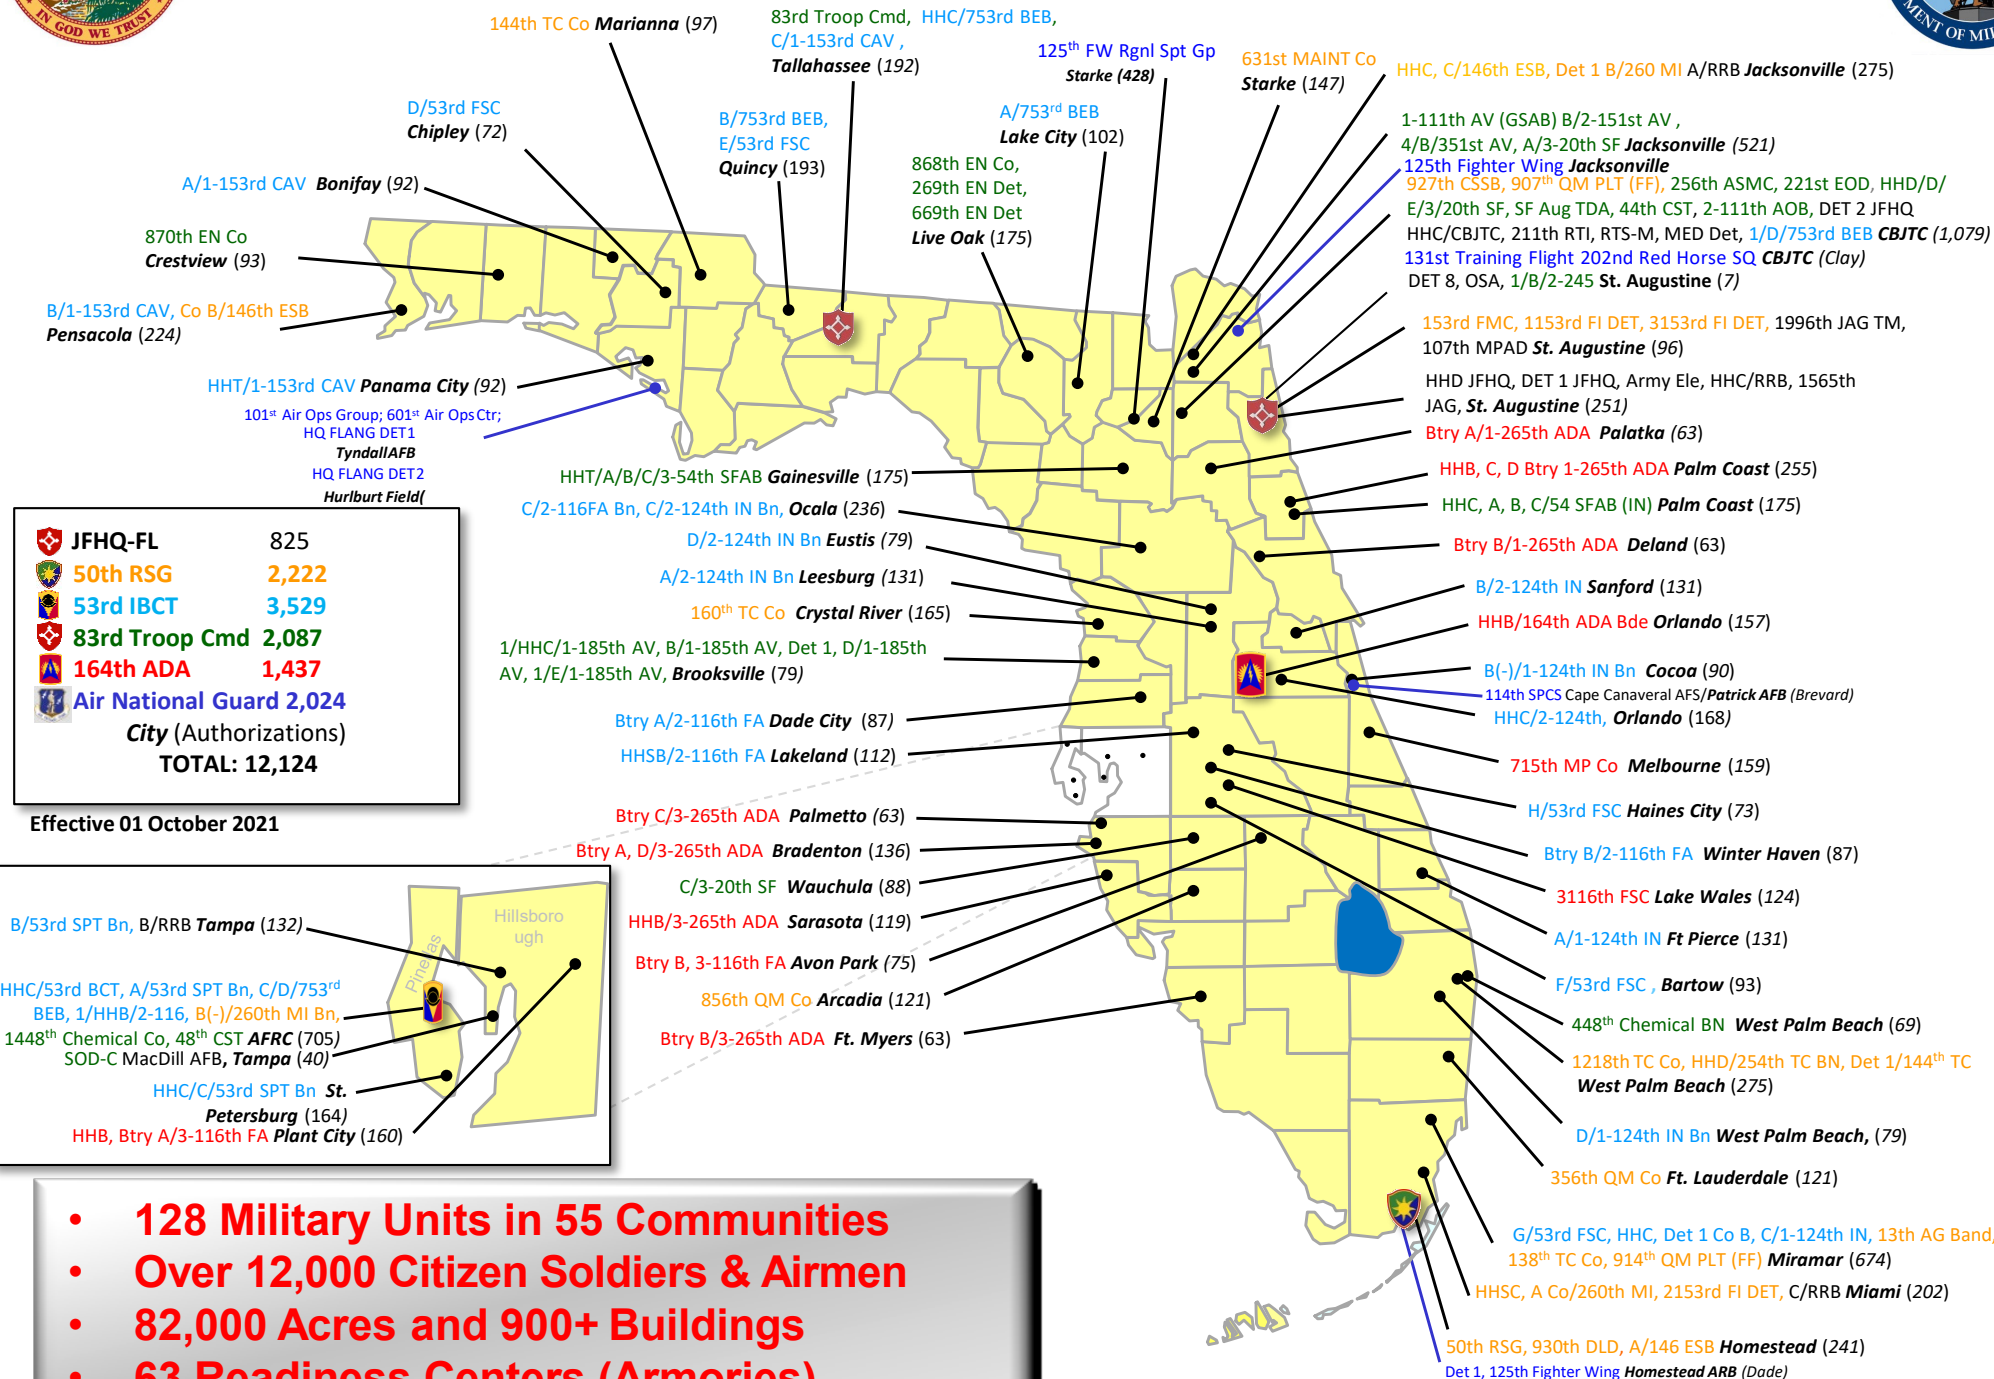 IN GOD WE TRUST
MENT OF MIL
144th TC Co Marianna (97)
83rd Troop Cmd, HHC/753rd BEB,
C/1-153rd CAV ,
Tallahassee (192)
125th FW Rgnl Spt Gp
Starke (428)
631st MAINT Co
Starke (147)
HHC, C/146th ESB, Det 1 B/260 MI A/RRB Jacksonville (275)
D/53rd FSC
Chipley (72)
B/753rd BEB,
E/53rd FSC
Quincy (193)
A/753rd BEB
Lake City (102)
1-111th AV (GSAB) B/2-151st AV ,
4/B/351st AV, A/3-20th SF Jacksonville (521)
125th Fighter Wing Jacksonville
868th EN Co,
269th EN Det,
669th EN Det
Live Oak (175)
A/1-153rd CAV Bonifay (92)
927th CSSB, 907th QM PLT (FF), 256th ASMC, 221st EOD, HHD/D/
E/3/20th SF, SF Aug TDA, 44th CST, 2-111th AOB, DET 2 JFHQ
HHC/CBJTC, 211th RTI, RTS-M, MED Det, 1/D/753rd BEB CBJTC (1,079)
131st Training Flight 202nd Red Horse SQ CBJTC (Clay)
DET 8, OSA, 1/B/2-245 St. Augustine (7)
870th EN Co
Crestview (93)
B/1-153rd CAV, Co B/146th ESB
Pensacola (224)
153rd FMC, 1153rd FI DET, 3153rd FI DET, 1996th JAG TM,
107th MPAD St. Augustine (96)
HHT/1-153rd CAV Panama City (92)
101st Air Ops Group; 601st Air Ops Ctr;
HQ FLANG DET1
Tyndall AFB
HQ FLANG DET2
Hurlburt Field(
HHD JFHQ, DET 1 JFHQ, Army Ele, HHC/RRB, 1565th
JAG, St. Augustine (251)
Btry A/1-265th ADA Palatka (63)
HHB, C, D Btry 1-265th ADA Palm Coast (255)
HHC, A, B, C/54 SFAB (IN) Palm Coast (175)
Btry B/1-265th ADA Deland (63)
B/2-124th IN Sanford (131)
HHB/164th ADA Bde Orlando (157)
B(-)/1-124th IN Bn Cocoa (90)
114th SPCS Cape Canaveral AFS/Patrick AFB (Brevard)
HHC/2-124th, Orlando (168)
715th MP Co Melbourne (159)
H/53rd FSC Haines City (73)
Btry B/2-116th FA Winter Haven (87)
3116th FSC Lake Wales (124)
A/1-124th IN Ft Pierce (131)
F/53rd FSC , Bartow (93)
448th Chemical BN West Palm Beach (69)
1218th TC Co, HHD/254th TC BN, Det 1/144th TC
West Palm Beach (275)
D/1-124th IN Bn West Palm Beach, (79)
356th QM Co Ft. Lauderdale (121)
G/53rd FSC, HHC, Det 1 Co B, C/1-124th IN, 13th AG Band,
138th TC Co, 914th QM PLT (FF) Miramar (674)
HHSC, A Co/260th MI, 2153rd FI DET, C/RRB Miami (202)
50th RSG, 930th DLD, A/146 ESB Homestead (241)
Det 1, 125th Fighter Wing Homestead ARB (Dade)
HHT/A/B/C/3-54th SFAB Gainesville (175)
C/2-116FA Bn, C/2-124th IN Bn, Ocala (236)
D/2-124th IN Bn Eustis (79)
A/2-124th IN Bn Leesburg (131)
160th TC Co Crystal River (165)
1/HHC/1-185th AV, B/1-185th AV, Det 1, D/1-185th
AV, 1/E/1-185th AV, Brooksville (79)
Btry A/2-116th FA Dade City (87)
HHSB/2-116th FA Lakeland (112)
Btry C/3-265th ADA Palmetto (63)
Btry A, D/3-265th ADA Bradenton (136)
C/3-20th SF Wauchula (88)
HHB/3-265th ADA Sarasota (119)
Btry B, 3-116th FA Avon Park (75)
856th QM Co Arcadia (121)
Btry B/3-265th ADA Ft. Myers (63)
JFHQ-FL 825
50th RSG 2,222
53rd IBCT 3,529
83rd Troop Cmd 2,087
164th ADA 1,437
Air National Guard 2,024
City (Authorizations)
TOTAL: 12,124
Effective 01 October 2021
Hillsboro
ugh
Pinellas
B/53rd SPT Bn, B/RRB Tampa (132)
HHC/53rd BCT, A/53rd SPT Bn, C/D/753rd
BEB, 1/HHB/2-116, B(-)/260th MI Bn,
1448th Chemical Co, 48th CST AFRC (705)
SOD-C MacDill AFB, Tampa (40)
HHC/C/53rd SPT Bn St.
Petersburg (164)
HHB, Btry A/3-116th FA Plant City (160)
• 128 Military Units in 55 Communities
• Over 12,000 Citizen Soldiers & Airmen
• 82,000 Acres and 900+ Buildings
• 63 Readiness Centers (Armories)